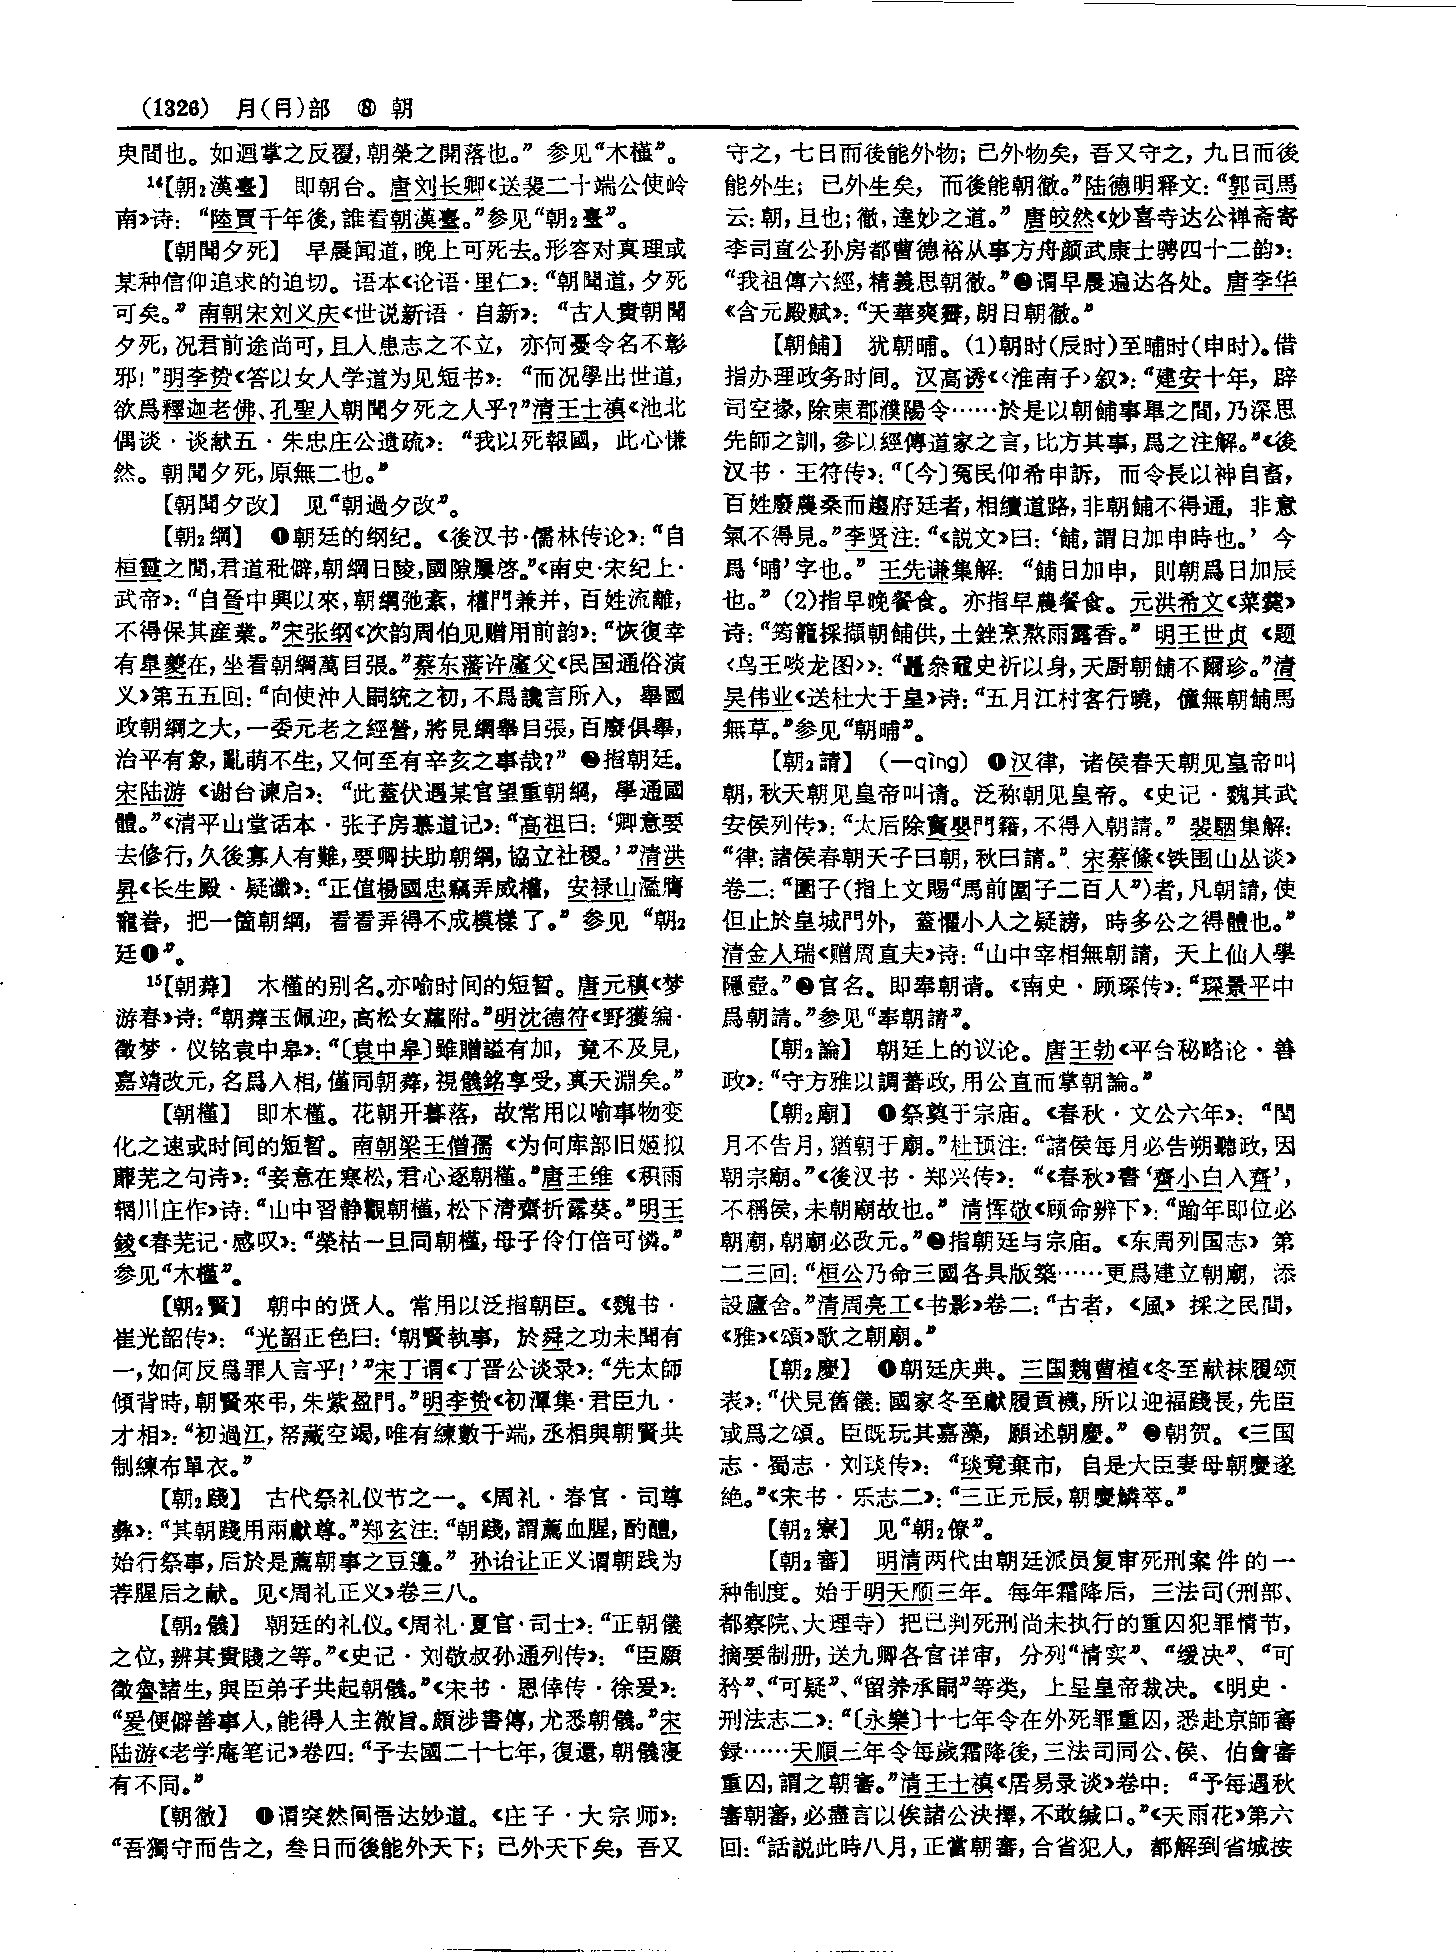 (1326) 月(⺼)部 ⑧ 朝
臾間也。如迴掌之反覆,朝榮之開落也。”参见“木槿”。
14【朝2漢臺】 即朝台。唐刘长卿《送裴二十端公使岭
南》诗:“陸賈千年後,誰看朝漢臺。”参见“朝2臺”。
【朝聞夕死】 早晨闻道,晚上可死去。形容对真理或
某种信仰追求的迫切。语本《论语·里仁》:“朝聞道,夕死
可矣。”南朝宋刘义庆《世说新语·自新》:“古人貴朝聞
夕死,况君前途尚可,且人患志之不立,亦何憂令名不彰
邪!”明李贽《答以女人学道为见短书》:“而况學出世道,
欲爲釋迦老佛、孔聖人朝聞夕死之人乎?”清王士禛《池北
偶谈·谈献五·朱忠庄公遗疏》:“我以死報國,此心慊
然。朝聞夕死,原無二也。”
【朝聞夕改】 见“朝過夕改”。
【朝2綱】 ❶朝廷的纲纪。《後汉书·儒林传论》:“自
桓靈之間,君道秕僻,朝綱日陵,國隙屢啓。”《南史·宋纪上·
武帝》:“自晉中興以來,朝綱弛紊,權門兼并,百姓流離,
不得保其産業。”宋张纲《次韵周伯见赠用前韵》:“恢復幸
有臯夔在,坐看朝綱萬目張。”蔡东藩许廑父《民国通俗演
义》第五五回:“向使沖人嗣统之初,不爲讒言所入,舉國
政朝綱之大,一委元老之經營,將見綱舉目張,百廢俱舉,
治平有象,亂萌不生,又何至有辛亥之事哉?” ❷指朝廷。
宋陆游《谢台谏启》:“此蓋伏遇某官望重朝綱,學通國
體。”《清平山堂话本·张子房慕道记》:“高祖曰:‘卿意要
去修行,久後寡人有難,要卿扶助朝綱,協立社稷。’”清洪
昇《长生殿·疑谶》:“正值楊國忠竊弄威權,安禄山濫膺
寵眷,把一箇朝綱,看看弄得不成模樣了。”参见“朝2
廷❶”。
15【朝蕣】 木槿的别名。亦喻时间的短暂。唐元稹《梦
游春》诗:“朝蕣玉佩迎,高松女蘿附。”明沈德符《野獲编·
徵梦·仪铭袁中皋》:“〔袁中皋〕雖贈謚有加,竟不及見,
嘉靖改元,名爲入相,僅同朝蕣,視儀銘享受,真天淵矣。”
【朝槿】 即木槿。花朝开暮落,故常用以喻事物变
化之速或时间的短暂。南朝梁王僧孺《为何库部旧姬拟
蘼芜之句诗》:“妾意在寒松,君心逐朝槿。”唐王维《积雨
辋川庄作》诗:“山中習静觀朝槿,松下清齋折露葵。”明王
錂《春芜记·感叹》:“榮枯一旦同朝槿,母子伶仃倍可憐。”
参见“木槿”。
【朝2賢】 朝中的贤人。常用以泛指朝臣。《魏书·
崔光韶传》:“光韶正色曰:‘朝賢執事,於舜之功未聞有
一,如何反爲罪人言乎!’”宋丁谓《丁晋公谈录》:“先太師
傾背時,朝賢來弔,朱紫盈門。”明李贽《初潭集·君臣九·
才相》:“初過江,帑藏空竭,唯有練數千端,丞相與朝賢共
制練布單衣。”
【朝2踐】 古代祭礼仪节之一。《周礼·春官·司尊
彝》:“其朝踐用兩獻尊。”郑玄注:“朝踐,謂薦血腥,酌醴,
始行祭事,后於是薦朝事之豆籩。”孙诒让正义谓朝践为
荐腥后之献。见《周礼正义》卷三八。
【朝2儀】 朝廷的礼仪。《周礼·夏官·司士》:“正朝儀
之位,辨其貴賤之等。”《史记·刘敬叔孙通列传》:“臣願
徵魯諸生,與臣弟子共起朝儀。”《宋书·恩倖传·徐爰》:
“爰便僻善事人,能得人主微旨。頗涉書傳,尤悉朝儀。”宋
陆游《老学庵笔记》卷四:“予去國二十七年,復還,朝儀寖
有不同。”
【朝徹】 ❶谓突然间悟达妙道。《庄子·大宗师》:
“吾獨守而告之,叁日而後能外天下;已外天下矣,吾又
守之,七日而後能外物;已外物矣,吾又守之,九日而後
能外生;已外生矣,而後能朝徹。”陆德明释文:“郭司馬
云:朝,旦也;徹,達妙之道。”唐皎然《妙喜寺达公禅斋寄
李司直公孙房都曹德裕从事方舟颜武康士骋四十二韵》:
“我祖傳六經,精義思朝徹。”❷谓早晨遍达各处。唐李华
《含元殿赋》:“天華爽霽,朗日朝徹。”
【朝餔】 犹朝晡。(1)朝时(辰时)至晡时(申时)。借
指办理政务时间。汉高诱《〈淮南子〉叙》:“建安十年,辟
司空掾,除東郡濮陽令……於是以朝餔事畢之間,乃深思
先師之訓,參以經傳道家之言,比方其事,爲之注解。”《後
汉书·王符传》:“〔今〕冤民仰希申訴,而令長以神自畜,
百姓廢農桑而趨府廷者,相續道路,非朝餔不得通,非意
氣不得見。”李贤注:“《説文》曰:‘餔,謂日加申時也。’今
爲‘晡’字也。”王先谦集解:“餔日加申,則朝爲日加辰
也。”(2)指早晚餐食。亦指早晨餐食。元洪希文《菜羹》
诗:“筠籠採擷朝餔供,土銼烹熬雨露香。”明王世贞《题
〈鸟王啖龙图〉》:“龗衆竜史祈以身,天厨朝餔不爾珍。”清
吴伟业《送杜大于皇》诗:“五月江村客行曉,僮無朝餔馬
無草。”参见“朝晡”。
【朝2請】 (—qìng) ❶汉律,诸侯春天朝见皇帝叫
朝,秋天朝见皇帝叫请。泛称朝见皇帝。《史记·魏其武
安侯列传》:“太后除竇嬰門籍,不得入朝請。”裴駰集解:
“律:諸侯春朝天子曰朝,秋曰請。”宋蔡絛《铁围山丛谈》
卷二:“團子(指上文賜“馬前團子二百人”)者,凡朝請,使
但止於皇城門外,蓋懼小人之疑謗,時多公之得體也。”
清金人瑞《赠周直夫》诗:“山中宰相無朝請,天上仙人學
隱壺。”❷官名。即奉朝请。《南史·顾琛传》:“琛景平中
爲朝請。”参见“奉朝請”。
【朝2論】 朝廷上的议论。唐王勃《平台秘略论·善
政》:“守方雅以調蓄政,用公直而掌朝論。”
【朝2廟】 ❶祭奠于宗庙。《春秋·文公六年》:“閏
月不告月,猶朝于廟。”杜预注:“諸侯每月必告朔聽政,因
朝宗廟。”《後汉书·郑兴传》:“《春秋》書‘齊小白入齊’,
不稱侯,未朝廟故也。”清恽敬《顾命辨下》:“踰年即位必
朝廟,朝廟必改元。”❷指朝廷与宗庙。《东周列国志》第
二三回:“桓公乃命三國各具版築……更爲建立朝廟,添
設廬舍。”清周亮工《书影》卷二:“古者,《風》採之民間,
《雅》《頌》歌之朝廟。”
【朝2慶】 ❶朝廷庆典。三国魏曹植《冬至献袜履颂
表》:“伏見舊儀:國家冬至獻履貢襪,所以迎福踐長,先臣
或爲之頌。臣既玩其嘉藻,願述朝慶。” ❷朝贺。《三国
志·蜀志·刘琰传》:“琰竟棄市,自是大臣妻母朝慶遂
絶。”《宋书·乐志二》:“三正元辰,朝慶鱗萃。”
【朝2寮】 见“朝2僚”。
【朝2審】 明清两代由朝廷派员复审死刑案件的一
种制度。始于明天顺三年。每年霜降后,三法司(刑部、
都察院、大理寺)把已判死刑尚未执行的重囚犯罪情节,
摘要制册,送九卿各官详审,分列“情实”、“缓决”、“可
矜”、“可疑”、“留养承嗣”等类,上呈皇帝裁决。《明史·
刑法志二》:“〔永樂〕十七年令在外死罪重囚,悉赴京師審
録……天順三年令每歲霜降後,三法司同公、侯、伯會審
重囚,謂之朝審。”清王士禛《居易录谈》卷中:“予每遇秋
審朝審,必盡言以俟諸公決擇,不敢緘口。”《天雨花》第六
回:“話説此時八月,正當朝審,合省犯人,都解到省城按